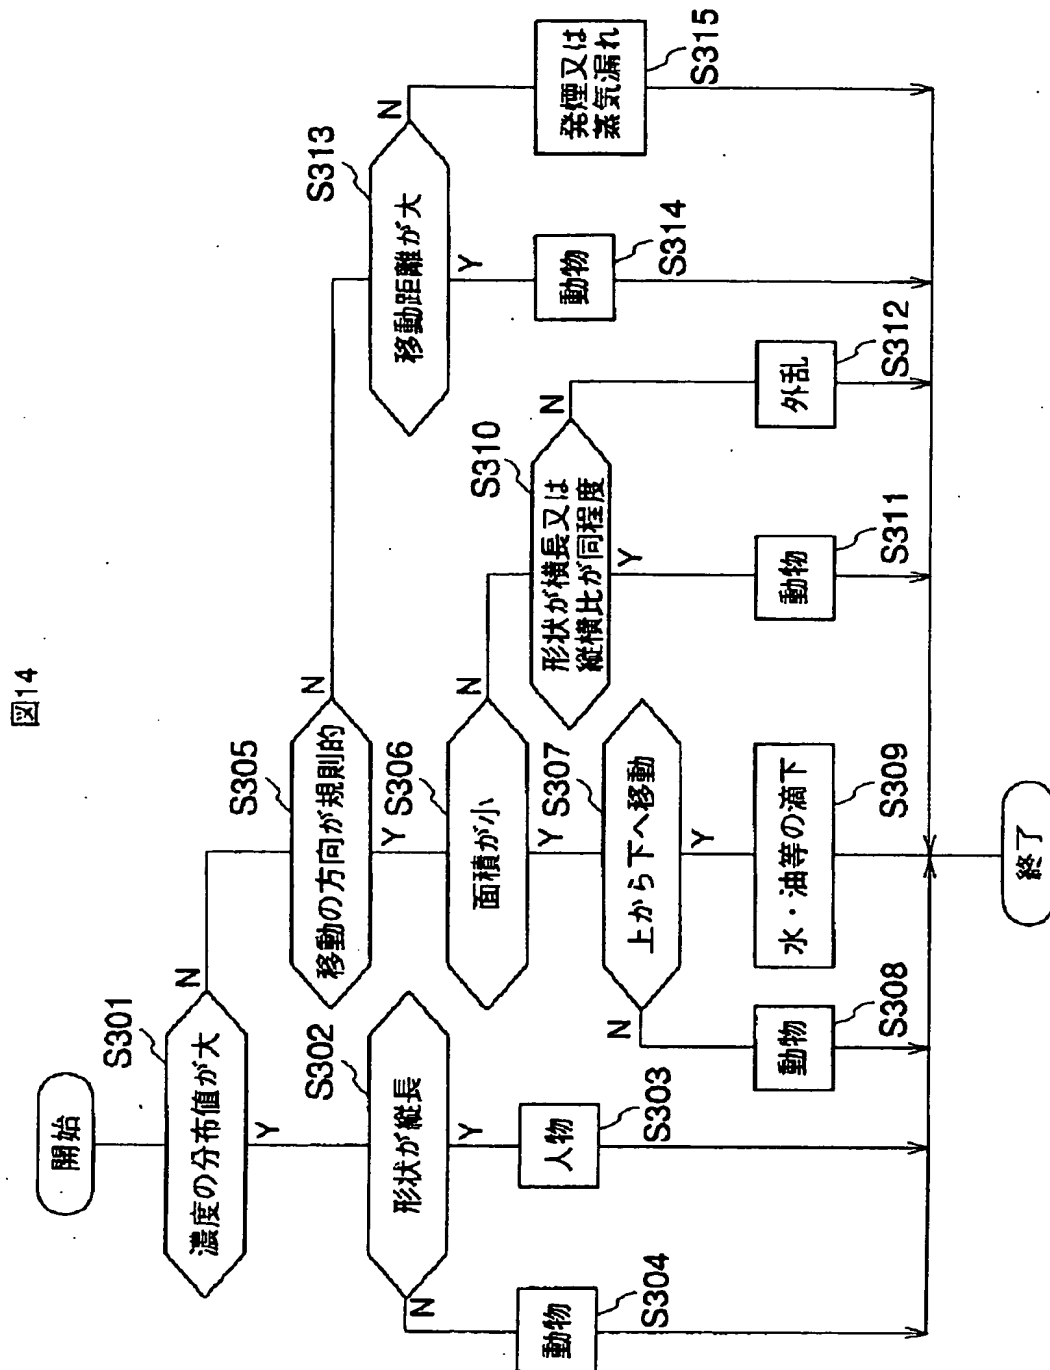 図14
開始
S301
濃度の分布値が大
N
Y
S302
形状が縦長
N
Y
S303
人物
S304
動物
S305
移動の方向が規則的
N
Y
S306
面積が小
N
Y
S307
上から下へ移動
N
Y
S308
動物
S309
水・油等の滴下
S310
形状が横長又は
縦横比が同程度
N
Y
S311
動物
S312
外乱
S313
移動距離が大
N
Y
S314
動物
S315
発煙又は
蒸気漏れ
終了